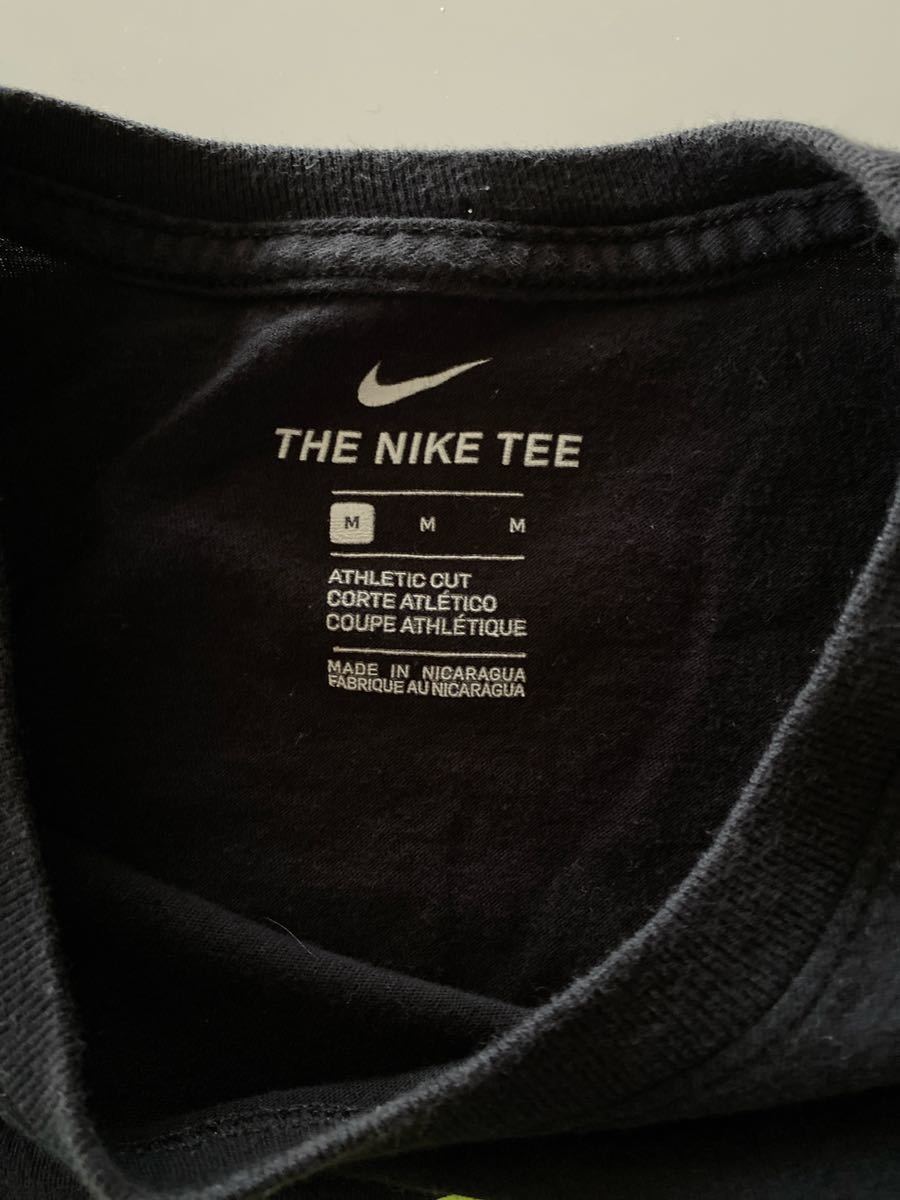 THE NIKE TEE
M M M
ATHLETIC CUT
CORTE ATLÉTICO
COUPE ATHLÉTIQUE
MADE IN NICARAGUA
FABRIQUE AU NICARAGUA